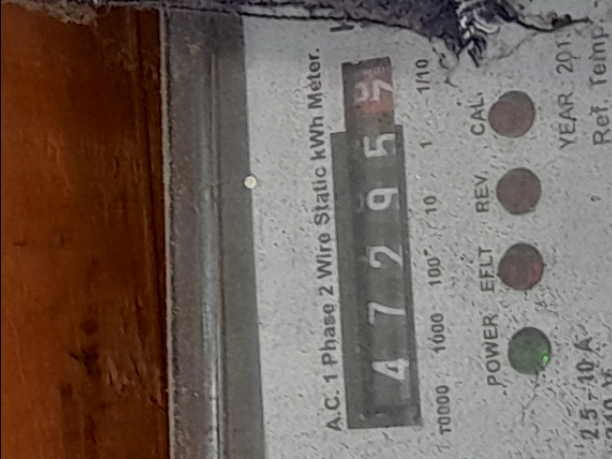 A.C. 1 Phase 2 Wire Static kWh Meter.
4 7 2 9 5 7
10000 1000 100 10 1 1/10
POWER EFLT REV. CAL.
YEAR 201
2.5 - 10 A Ref. Temp.